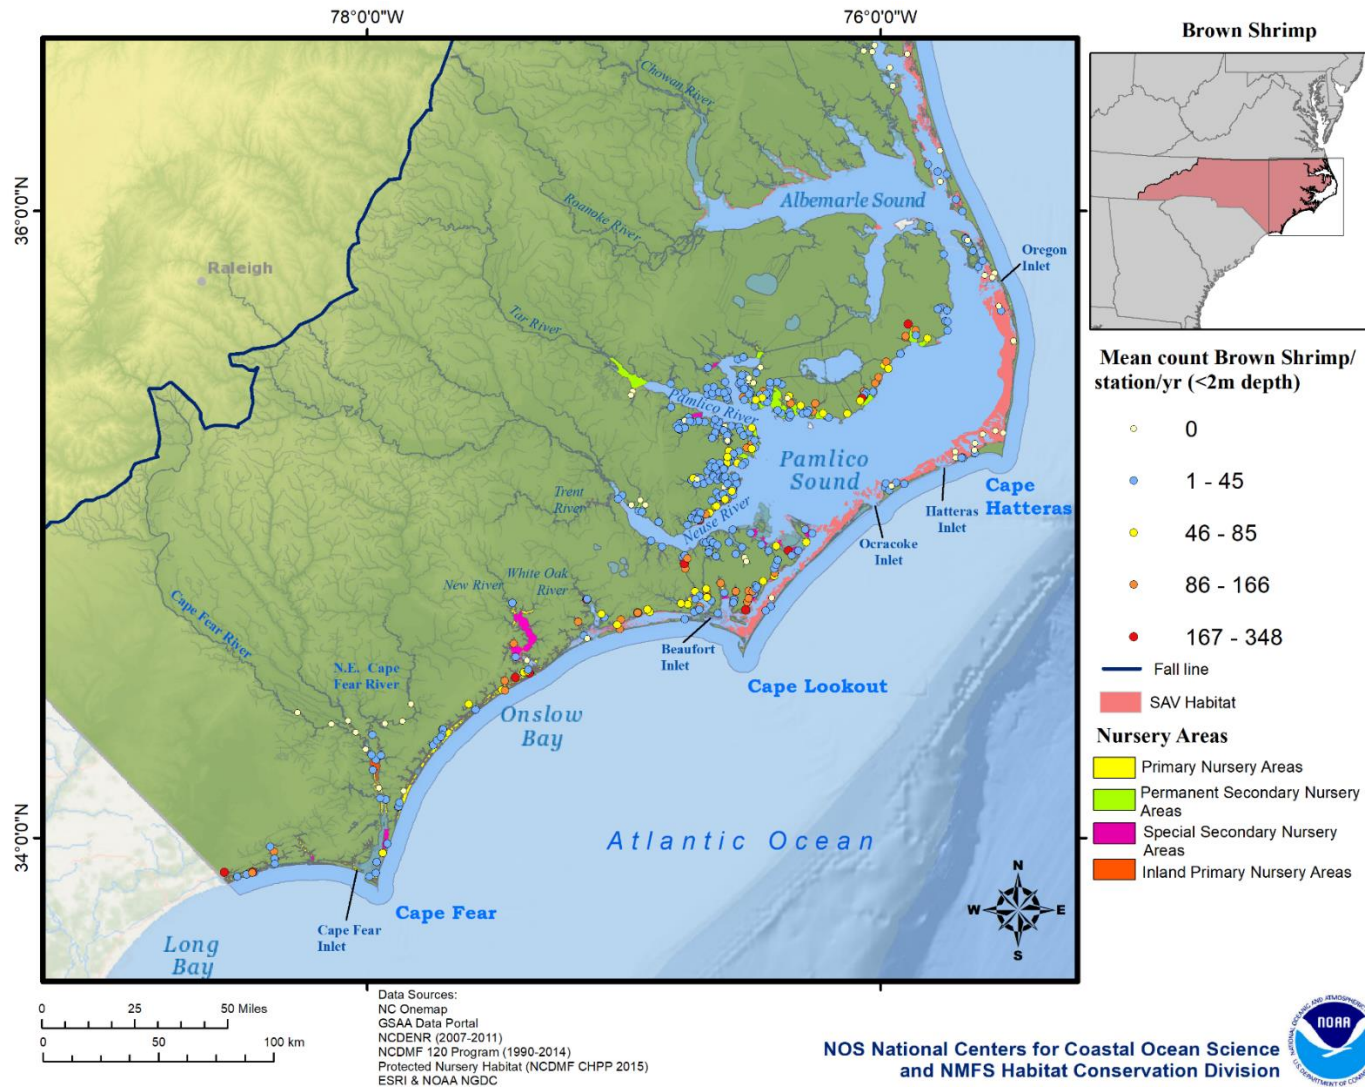 78°0'0"W
76°0'0"W
36°0'0"N
34°0'0"N
Chowan River
Roanoke River
Albemarle Sound
Raleigh
Tar River
Oregon
Inlet
Pamlico River
Pamlico
Sound
Trent
River
Neuse River
Cape
Hatteras
Hatteras
Inlet
Ocracoke
Inlet
New River
White Oak
River
Cape Fear River
N.E. Cape
Fear River
Beaufort
Inlet
Cape Lookout
Onslow
Bay
Atlantic Ocean
Cape Fear
Cape Fear
Inlet
Long
Bay
N
W
E
S
Brown Shrimp
Mean count Brown Shrimp/
station/yr (<2m depth)
0
1 - 45
46 - 85
86 - 166
167 - 348
Fall line
SAV Habitat
Nursery Areas
Primary Nursery Areas
Permanent Secondary Nursery
Areas
Special Secondary Nursery
Areas
Inland Primary Nursery Areas
0 25 50 Miles
0 50 100 km
Data Sources:
NC Onemap
GSAA Data Portal
NCDENR (2007-2011)
NCDMF 120 Program (1990-2014)
Protected Nursery Habitat (NCDMF CHPP 2015)
ESRI & NOAA NGDC
NOS National Centers for Coastal Ocean Science
and NMFS Habitat Conservation Division
NOAA